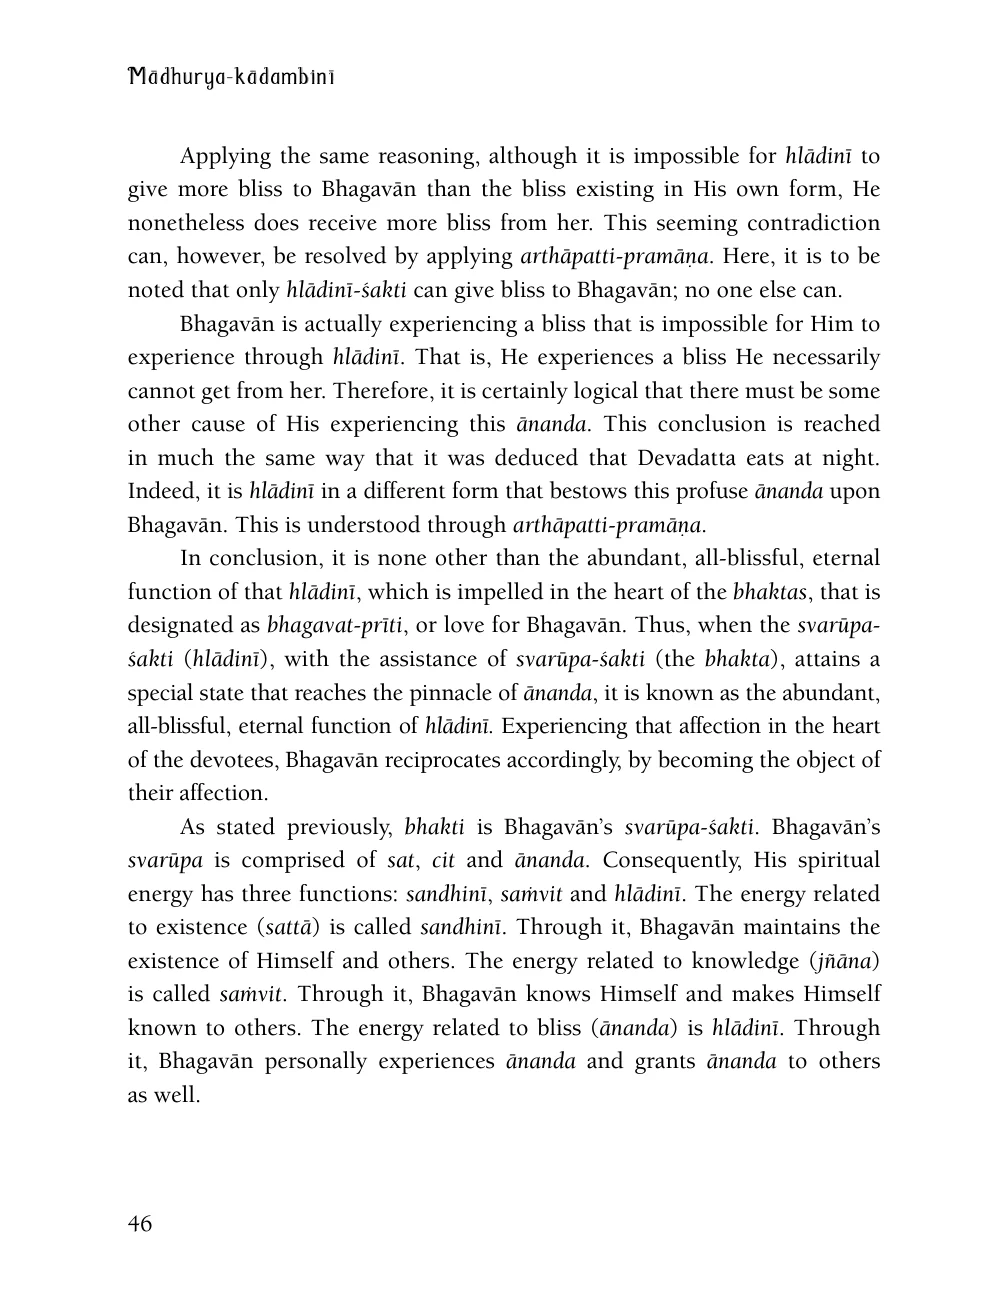 Mādhurya-kādambinī
Applying the same reasoning, although it is impossible for hlādinī to
give more bliss to Bhagavān than the bliss existing in His own form, He
nonetheless does receive more bliss from her. This seeming contradiction
can, however, be resolved by applying arthāpatti-pramāṇa. Here, it is to be
noted that only hlādinī-śakti can give bliss to Bhagavān; no one else can.
Bhagavān is actually experiencing a bliss that is impossible for Him to
experience through hlādinī. That is, He experiences a bliss He necessarily
cannot get from her. Therefore, it is certainly logical that there must be some
other cause of His experiencing this ānanda. This conclusion is reached
in much the same way that it was deduced that Devadatta eats at night.
Indeed, it is hlādinī in a different form that bestows this profuse ānanda upon
Bhagavān. This is understood through arthāpatti-pramāṇa.
In conclusion, it is none other than the abundant, all-blissful, eternal
function of that hlādinī, which is impelled in the heart of the bhaktas, that is
designated as bhagavat-prīti, or love for Bhagavān. Thus, when the svarūpa-
śakti (hlādinī), with the assistance of svarūpa-śakti (the bhakta), attains a
special state that reaches the pinnacle of ānanda, it is known as the abundant,
all-blissful, eternal function of hlādinī. Experiencing that affection in the heart
of the devotees, Bhagavān reciprocates accordingly, by becoming the object of
their affection.
As stated previously, bhakti is Bhagavān’s svarūpa-śakti. Bhagavān’s
svarūpa is comprised of sat, cit and ānanda. Consequently, His spiritual
energy has three functions: sandhinī, saṁvit and hlādinī. The energy related
to existence (sattā) is called sandhinī. Through it, Bhagavān maintains the
existence of Himself and others. The energy related to knowledge (jñāna)
is called saṁvit. Through it, Bhagavān knows Himself and makes Himself
known to others. The energy related to bliss (ānanda) is hlādinī. Through
it, Bhagavān personally experiences ānanda and grants ānanda to others
as well.
46